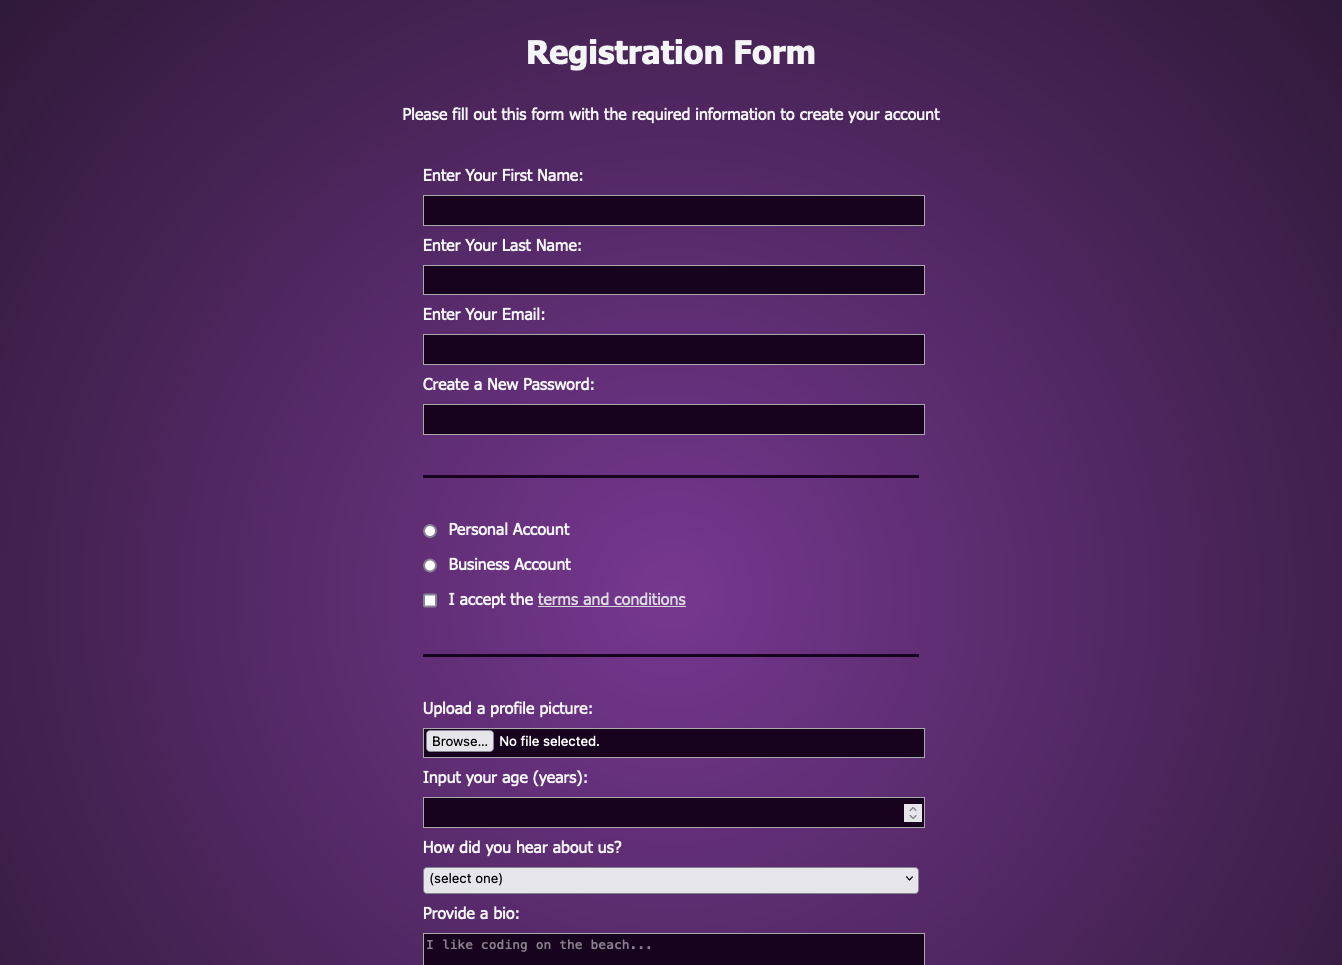 Registration Form
Please fill out this form with the required information to create your account
Enter Your First Name:
Enter Your Last Name:
Enter Your Email:
Create a New Password:
Personal Account
Business Account
I accept the terms and conditions
Upload a profile picture:
Browse... No file selected.
Input your age (years):
How did you hear about us?
(select one)
Provide a bio:
I like coding on the beach...